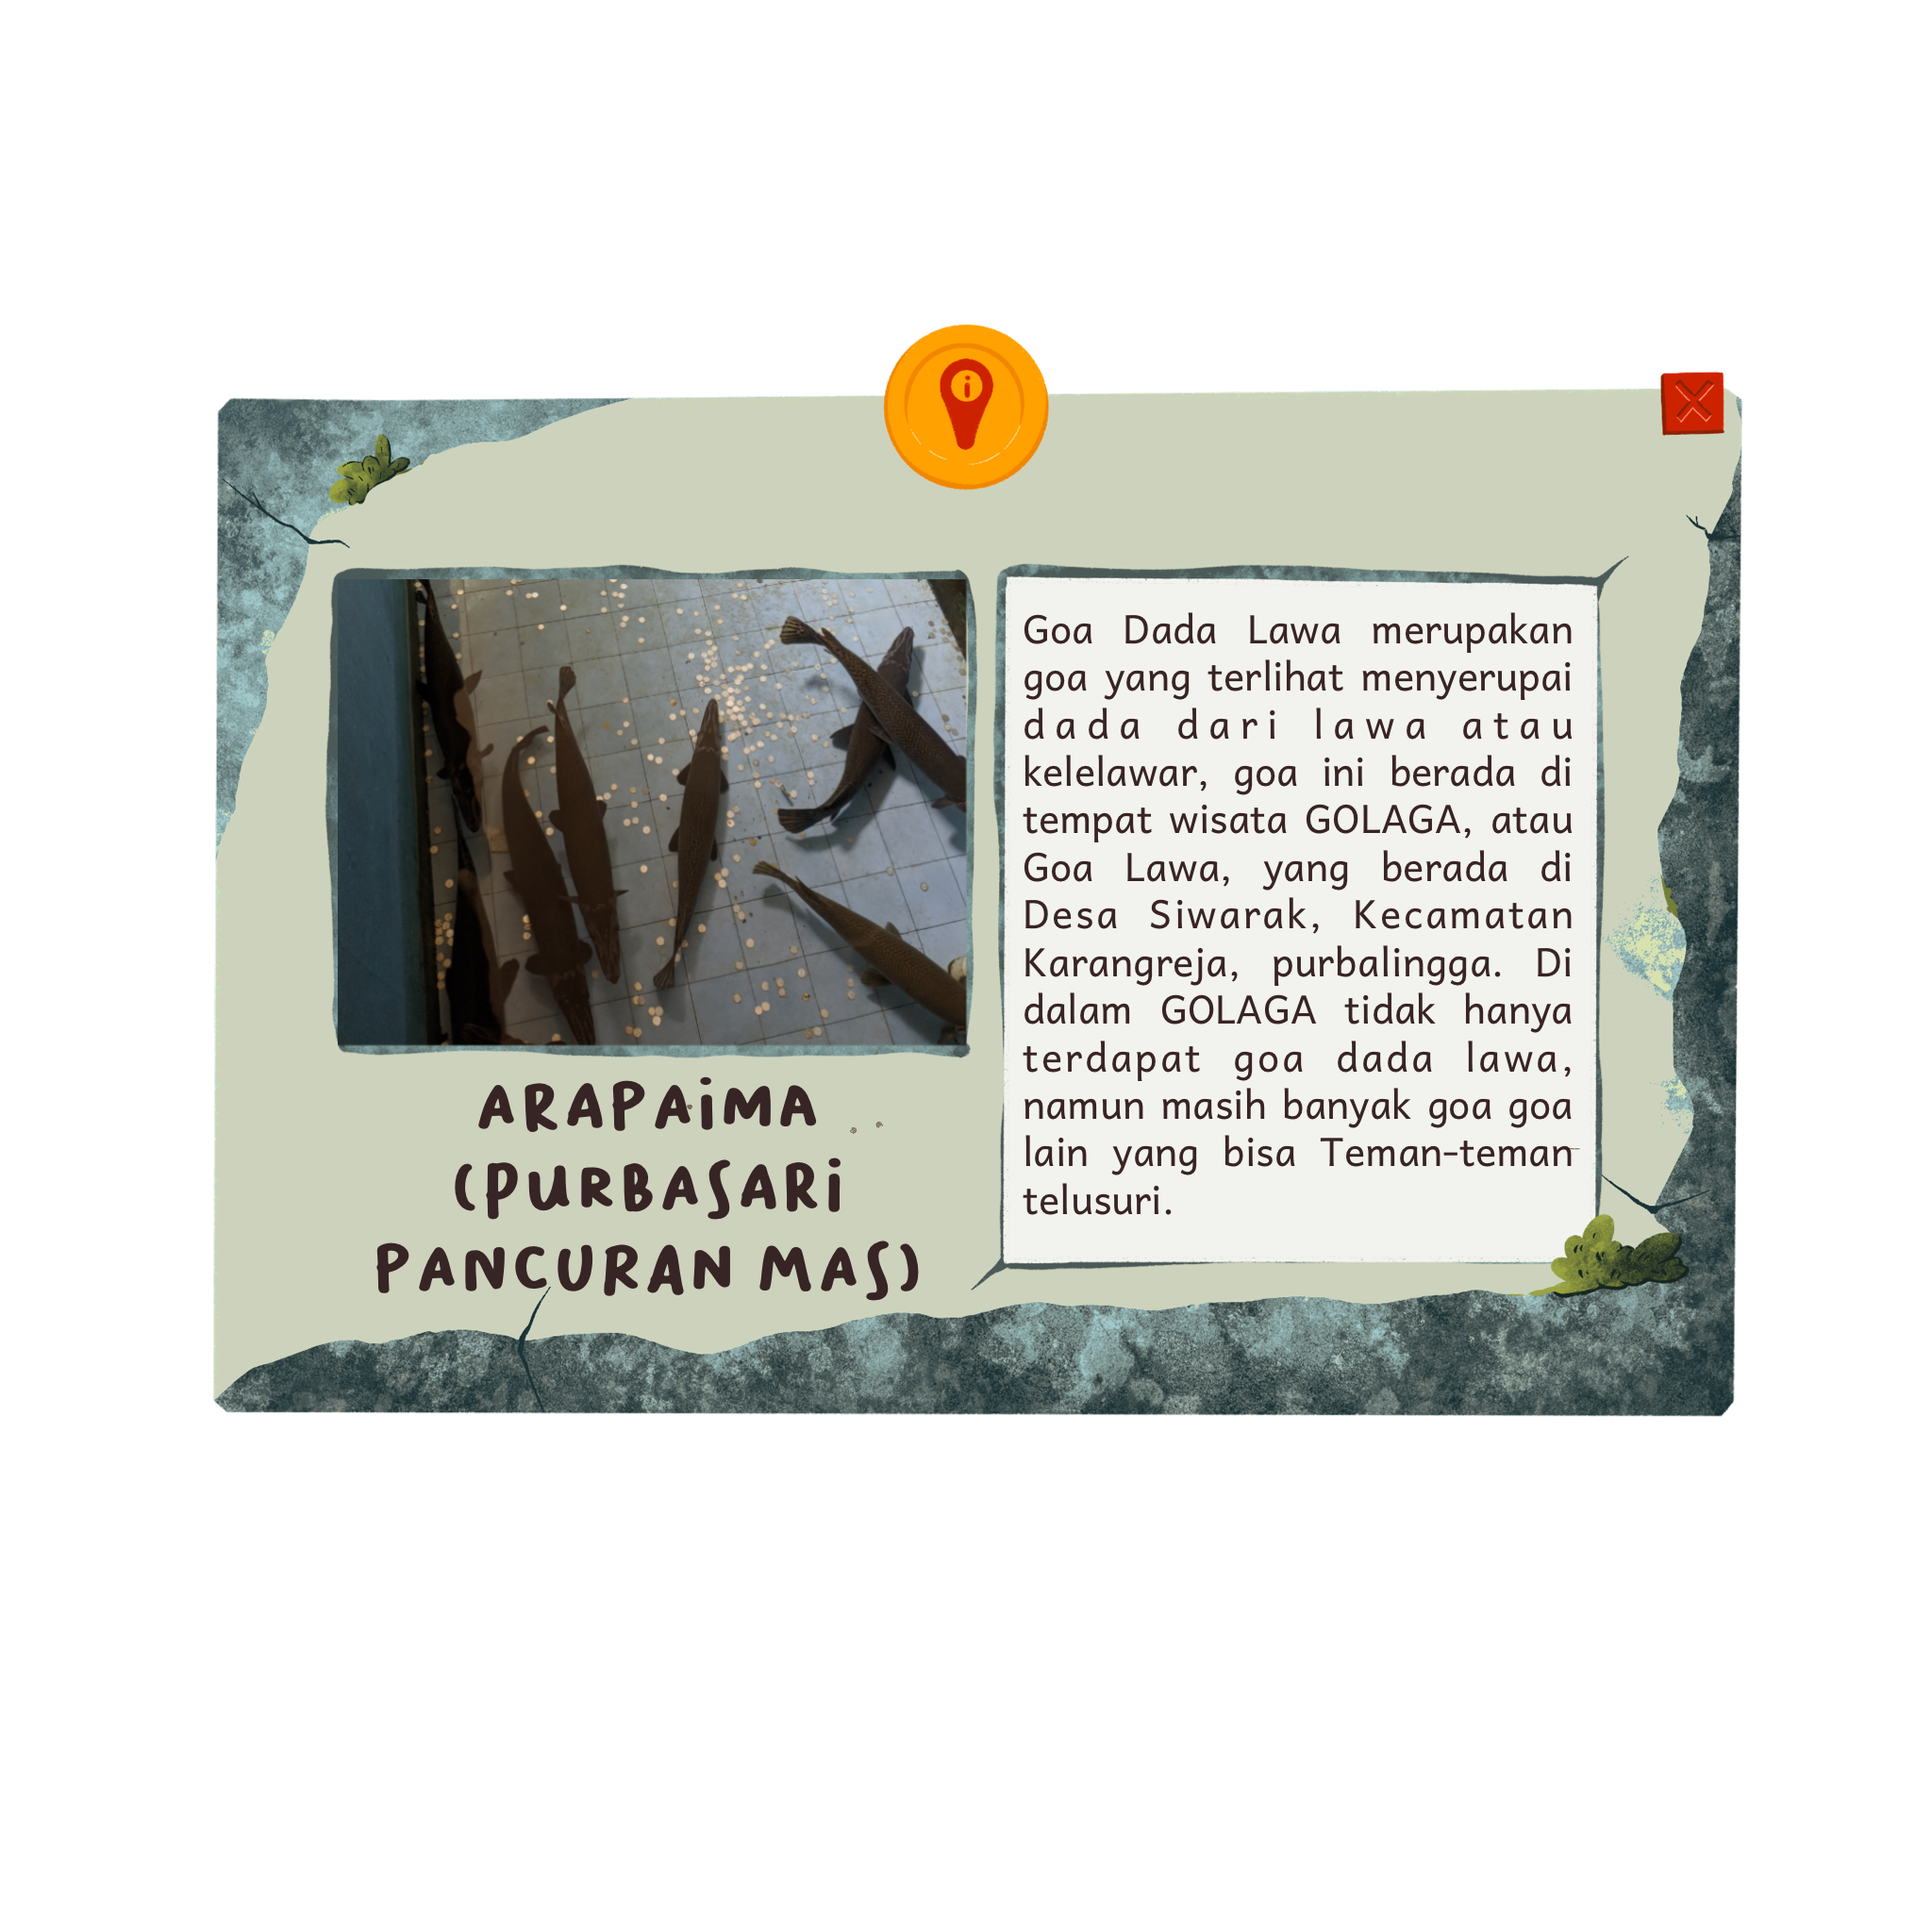 ARAPAiMA
(PURBASARi
PANCURAN MAS)
Goa Dada Lawa merupakan
goa yang terlihat menyerupai
dada dari lawa atau
kelelawar, goa ini berada di
tempat wisata GOLAGA, atau
Goa Lawa, yang berada di
Desa Siwarak, Kecamatan
Karangreja, purbalingga. Di
dalam GOLAGA tidak hanya
terdapat goa dada lawa,
namun masih banyak goa goa
lain yang bisa Teman-teman
telusuri.